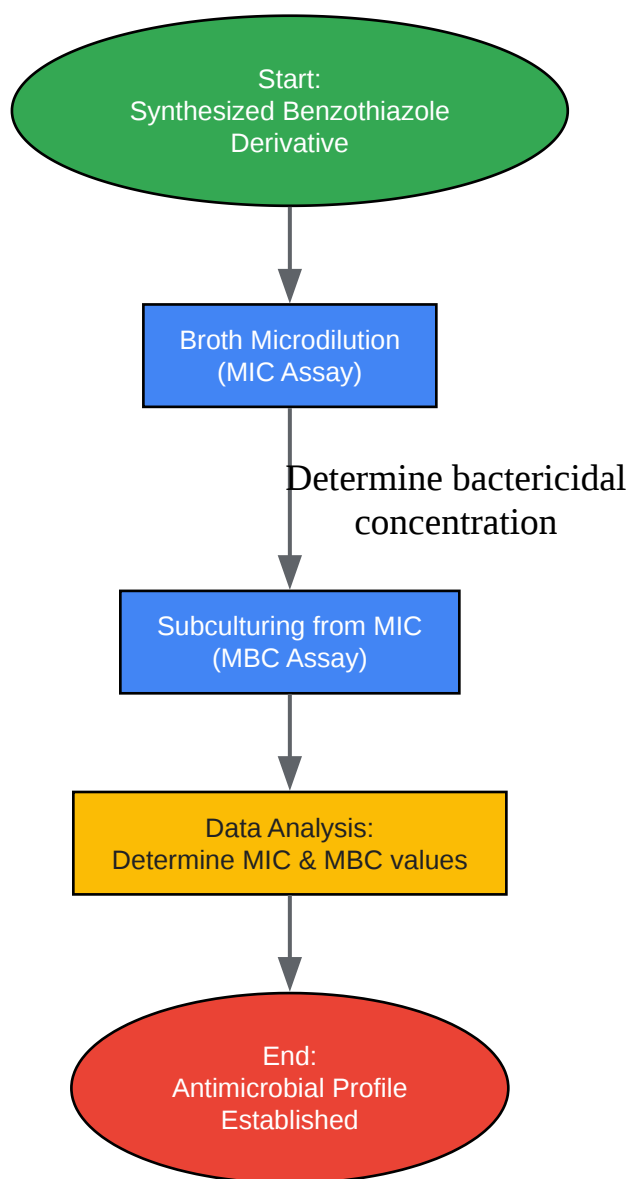 Start:
Synthesized Benzothiazole
Derivative
Broth Microdilution
(MIC Assay)
Determine bactericidal
concentration
Subculturing from MIC
(MBC Assay)
Data Analysis:
Determine MIC & MBC values
End:
Antimicrobial Profile
Established